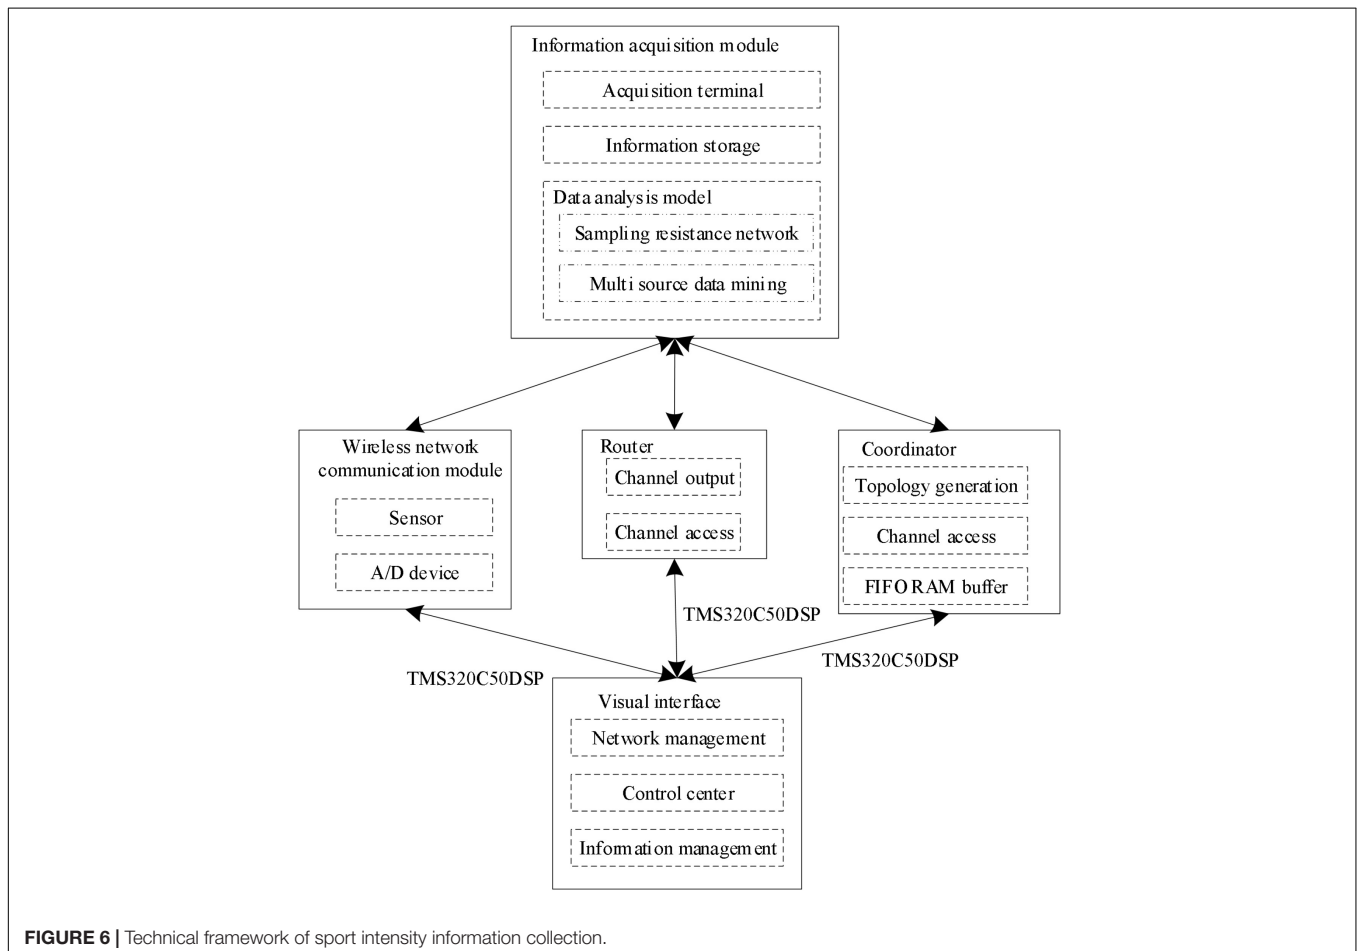 Information acquisition module
Acquisition terminal
Information storage
Data analysis model
Sampling resistance network
Multi source data mining
Wireless network
communication module
Sensor
A/D device
Router
Channel output
Channel access
Coordinator
Topology generation
Channel access
FIFO RAM buffer
TMS320C50DSP
TMS320C50DSP
TMS320C50DSP
Visual interface
Network management
Control center
Information management
FIGURE 6 | Technical framework of sport intensity information collection.